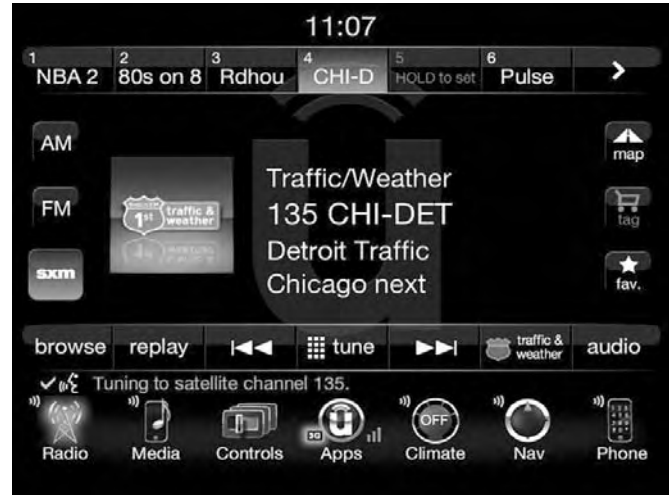 11:07
1 NBA 2
2 80s on 8
3 Rdhou
4 CHI-D
5 HOLD to set
6 Pulse
AM
FM
sxm
1st traffic & weather
Traffic/Weather
135 CHI-DET
Detroit Traffic
Chicago next
map
tag
fav.
browse
replay
tune
traffic & weather
audio
Tuning to satellite channel 135.
Radio
Media
Controls
3G
Apps
OFF
Climate
Nav
Phone